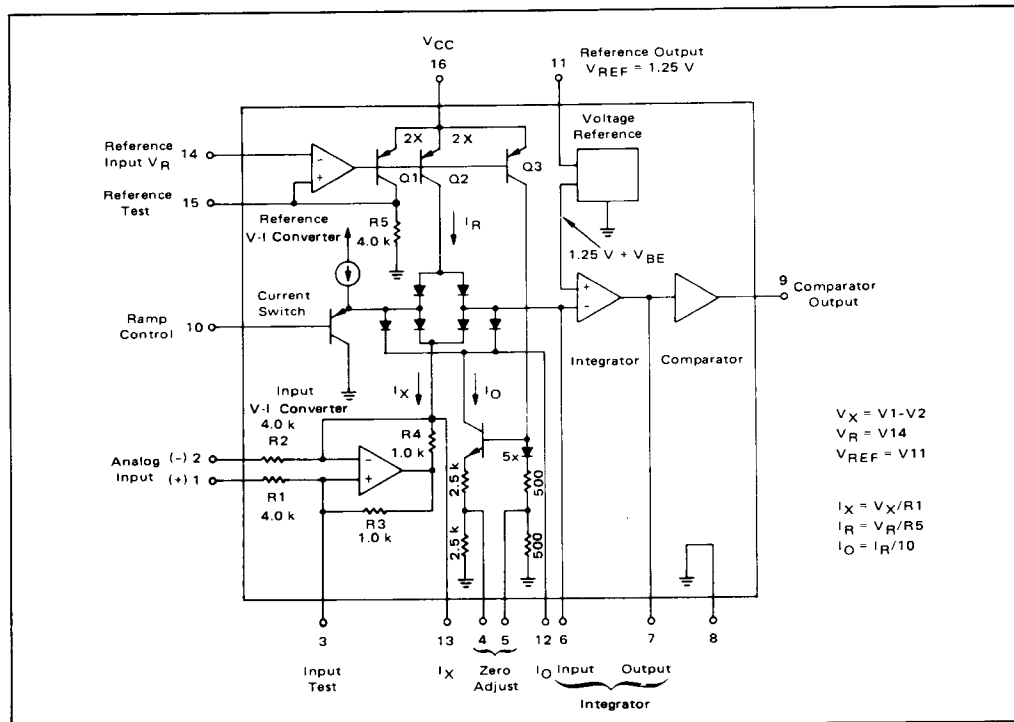 VCC
16
11
Reference Output
VREF = 1.25 V
Voltage
Reference
2X
2X
Reference
Input VR
14
−
+
Q1
Q2
Q3
Reference
Test
15
Reference
V-I Converter
R5
4.0 k
IR
1.25 V + VBE
Current
Switch
+
−
9
Comparator
Output
Ramp
Control
10
Integrator
Comparator
IX
IO
Input
V-I Converter
4.0 k
R2
R4
1.0 k
Analog
Input
(−) 2
(+) 1
−
+
R1
4.0 k
R3
1.0 k
5x
2.5 k
500
2.5 k
500
VX = V1-V2
VR = V14
VREF = V11
IX = VX/R1
IR = VR/R5
IO = IR/10
3
13
4
5
12
6
7
8
Input
Test
IX
Zero
Adjust
IO
Input
Output
Integrator